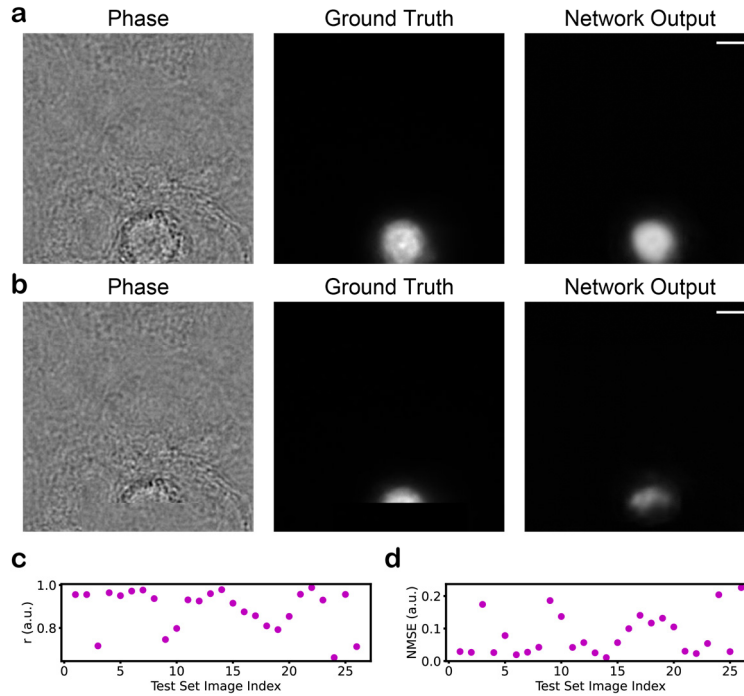 a
Phase
Ground Truth
Network Output
b
Phase
Ground Truth
Network Output
c
r (a.u.)
1.0
0.8
0
5
10
15
20
25
Test Set Image Index
d
NMSE (a.u.)
0.2
0.1
0.0
0
5
10
15
20
25
Test Set Image Index